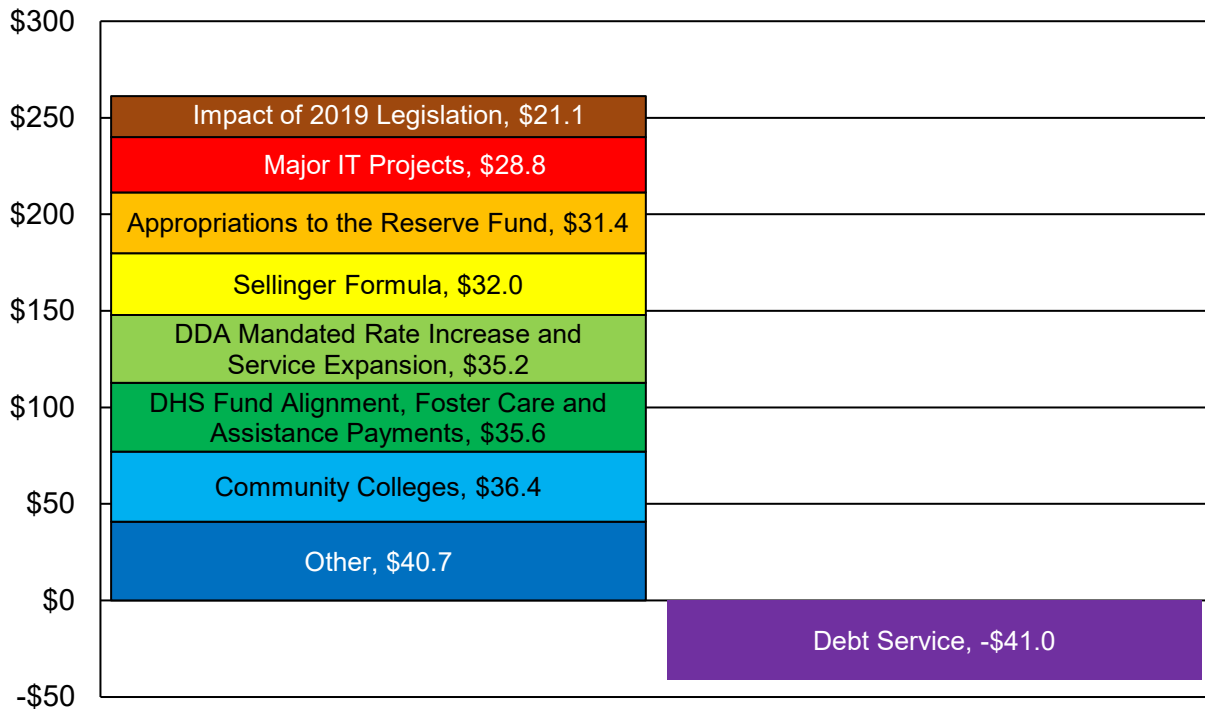 $300
$250
$200
$150
$100
$50
$0
-$50
Impact of 2019 Legislation, $21.1
Major IT Projects, $28.8
Appropriations to the Reserve Fund, $31.4
Sellinger Formula, $32.0
DDA Mandated Rate Increase and
Service Expansion, $35.2
DHS Fund Alignment, Foster Care and
Assistance Payments, $35.6
Community Colleges, $36.4
Other, $40.7
Debt Service, -$41.0